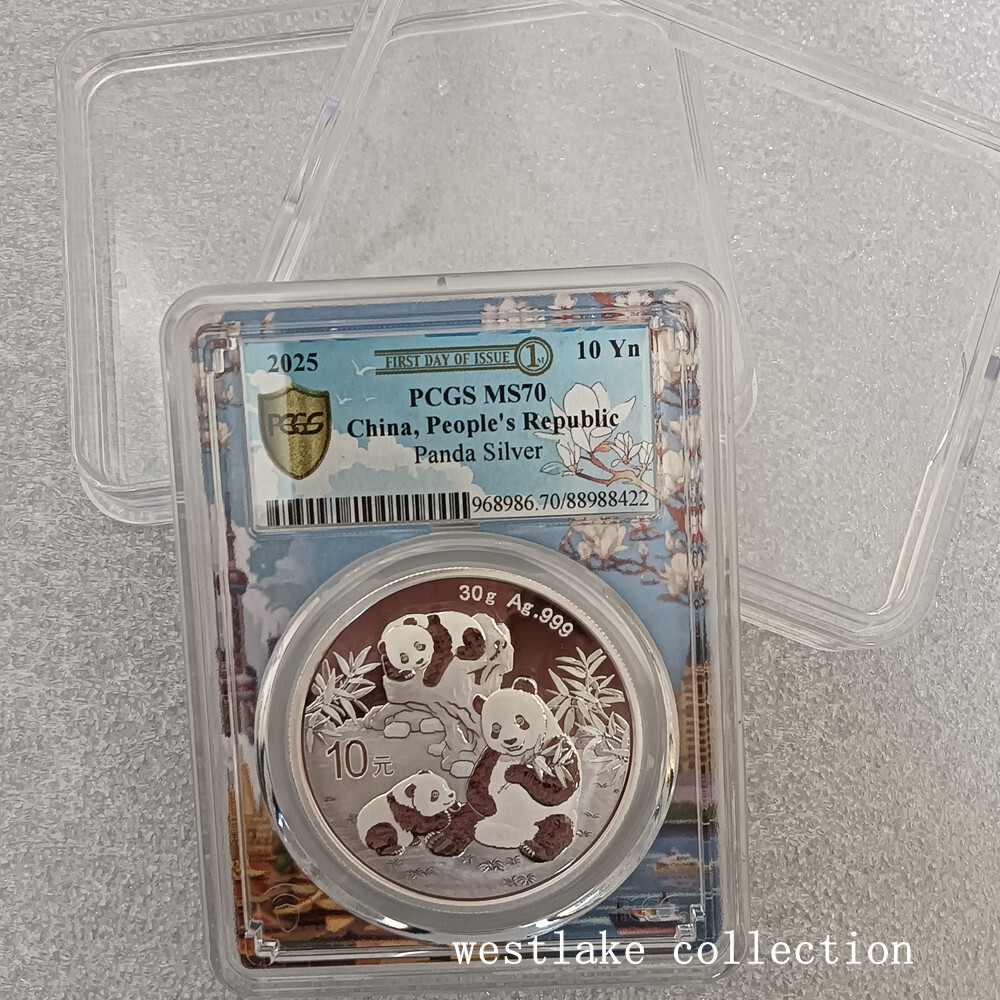 2025
FIRST DAY OF ISSUE 1ST
10 Yn
PCGS MS70
PCGS
China, People's Republic
Panda Silver
968986.70/88988422
30g Ag.999
10元
westlake collection